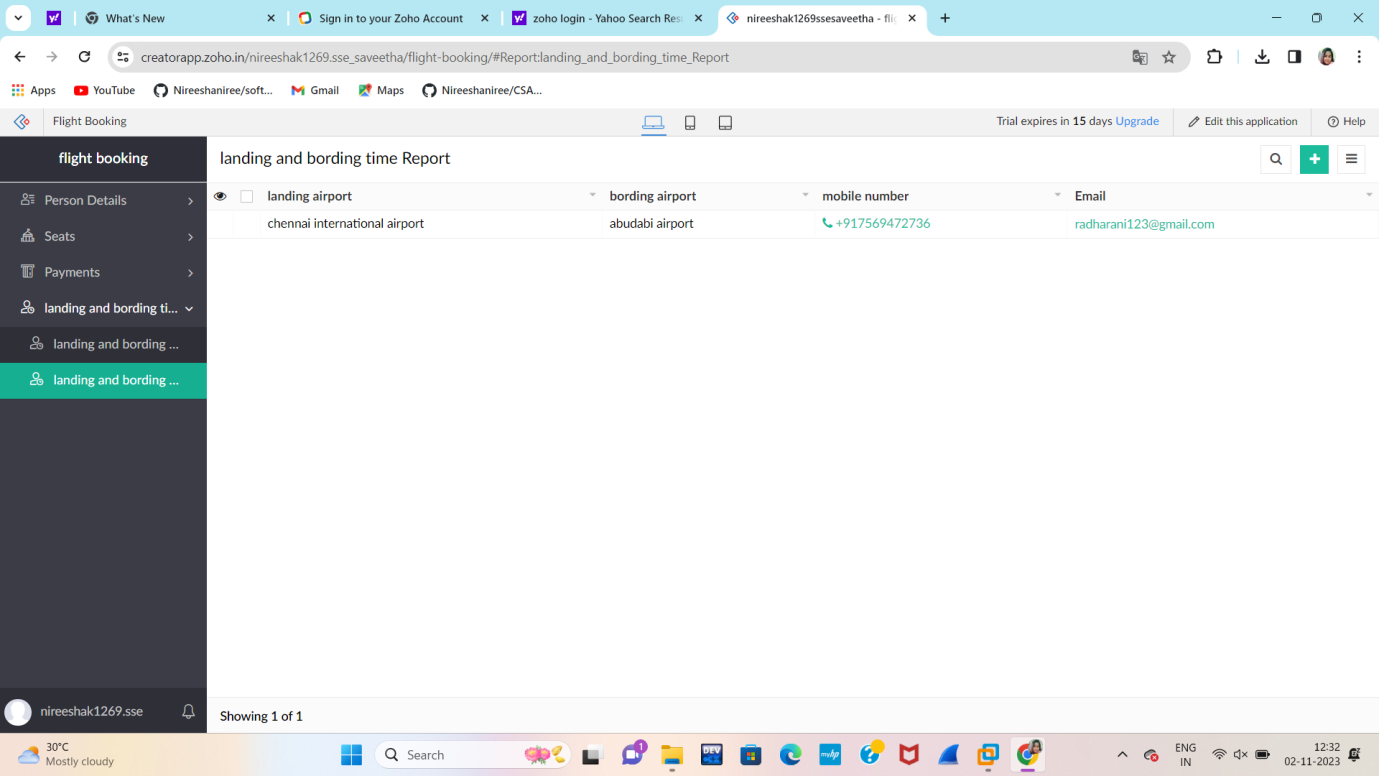 What's New
Sign in to your Zoho Account
zoho login - Yahoo Search Res
nireeshak1269ssesaveetha - flig
creatorapp.zoho.in/nireeshak1269.sse_saveetha/flight-booking/#Report:landing_and_bording_time_Report
Apps
YouTube
Nireeshaniree/soft...
Gmail
Maps
Nireeshaniree/CSA...
Flight Booking
Trial expires in 15 days Upgrade
Edit this application
Help
flight booking
landing and bording time Report
Person Details
Seats
Payments
landing and bording ti...
landing and bording ...
landing and bording ...
landing airport
bording airport
mobile number
Email
chennai international airport
abudabi airport
+917569472736
radharani123@gmail.com
nireeshak1269.sse
Showing 1 of 1
30°C
Mostly cloudy
Search
1
DEV
myhp
ENG
IN
12:32
02-11-2023